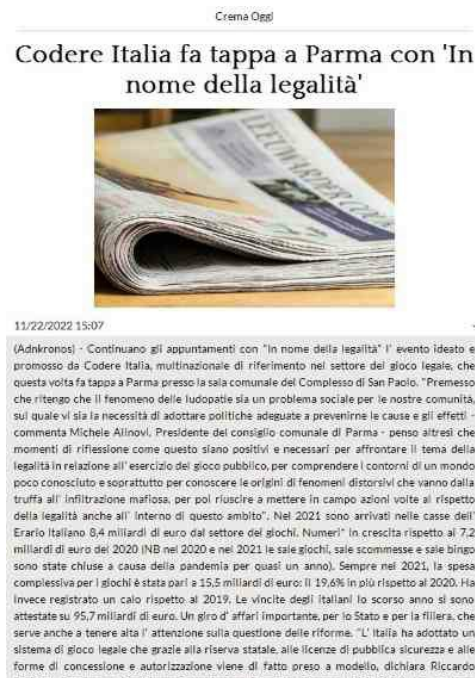 Crema Oggi
Codere Italia fa tappa a Parma con 'In
nome della legalità'
LEEUWARDER COU
11/22/2022 15:07
(Adnkronos) - Continuano gli appuntamenti con "In nome della legalità" l' evento ideato e
promosso da Codere Italia, multinazionale di riferimento nel settore del gioco legale, che
questa volta fa tappa a Parma presso la sala comunale del Complesso di San Paolo. "Premesso
che ritengo che il fenomeno delle ludopatie sia un problema sociale per le nostre comunità,
sul quale vi sia la necessità di adottare politiche adeguate a prevenirne le cause e gli effetti -
commenta Michele Alinovi, Presidente del consiglio comunale di Parma - penso altresì che
momenti di riflessione come questo siano positivi e necessari per affrontare il tema della
legalità in relazione all' esercizio del gioco pubblico, per comprendere i contorni di un mondo
poco conosciuto e soprattutto per conoscere le origini di fenomeni distorsivi che vanno dalla
truffa all' infiltrazione mafiosa, per poi riuscire a mettere in campo azioni volte al rispetto
della legalità anche all' interno di questo ambito". Nel 2021 sono arrivati nelle casse dell'
Erario Italiano 8,4 miliardi di euro dal settore dei giochi. Numeri" in crescita rispetto ai 7,2
miliardi di euro del 2020 (NB nel 2020 e nel 2021 le sale giochi, sale scommesse e sale bingo
sono state chiuse a causa della pandemia per quasi un anno). Sempre nel 2021, la spesa
complessiva per i giochi è stata pari a 15,5 miliardi di euro: il 19,6% in più rispetto al 2020. Ha
invece registrato un calo rispetto al 2019. Le vincite degli italiani lo scorso anno si sono
attestate su 95,7 miliardi di euro. Un giro d' affari importante, per lo Stato e per la filiera, che
serve anche a tenere alta l' attenzione sulla questione delle riforme. "L' Italia ha adottato un
sistema di gioco legale che grazie alla riserva statale, alle licenze di pubblica sicurezza e alle
forme di concessione e autorizzazione viene di fatto preso a modello, dichiara Riccardo